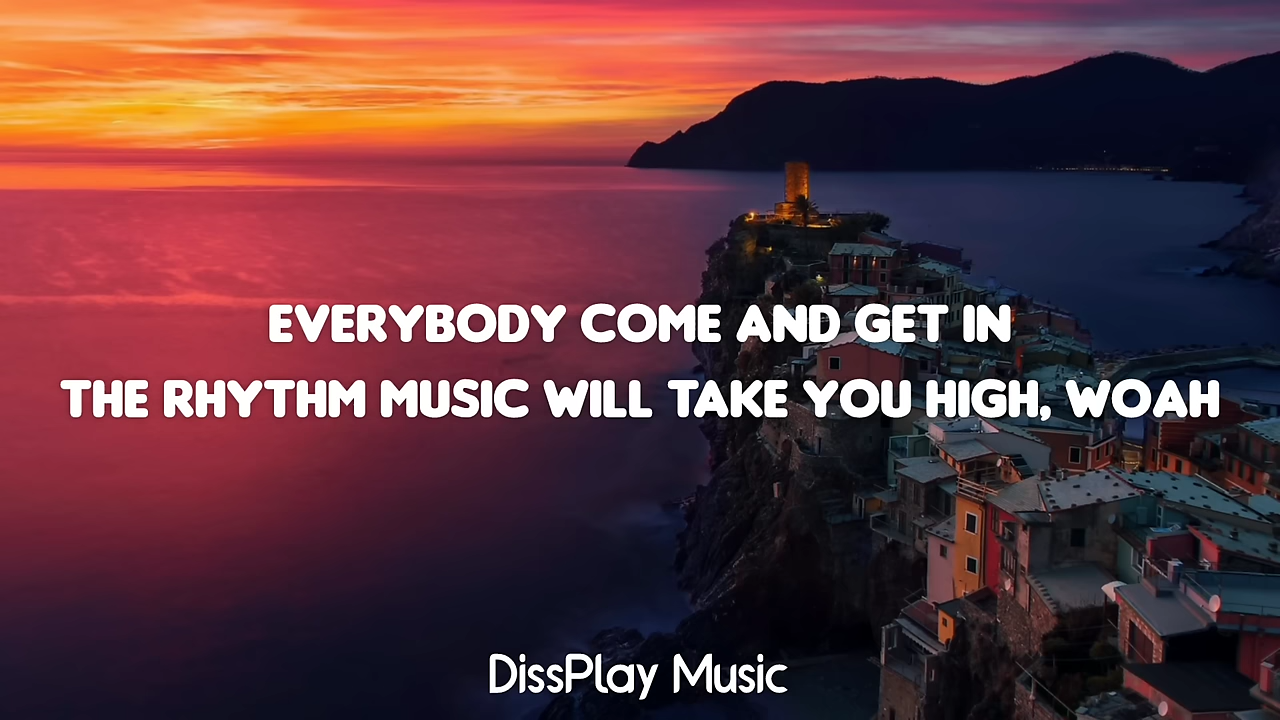 EVERYBODY COME AND GET IN
THE RHYTHM MUSIC WILL TAKE YOU HIGH, WOAH
DissPlay Music